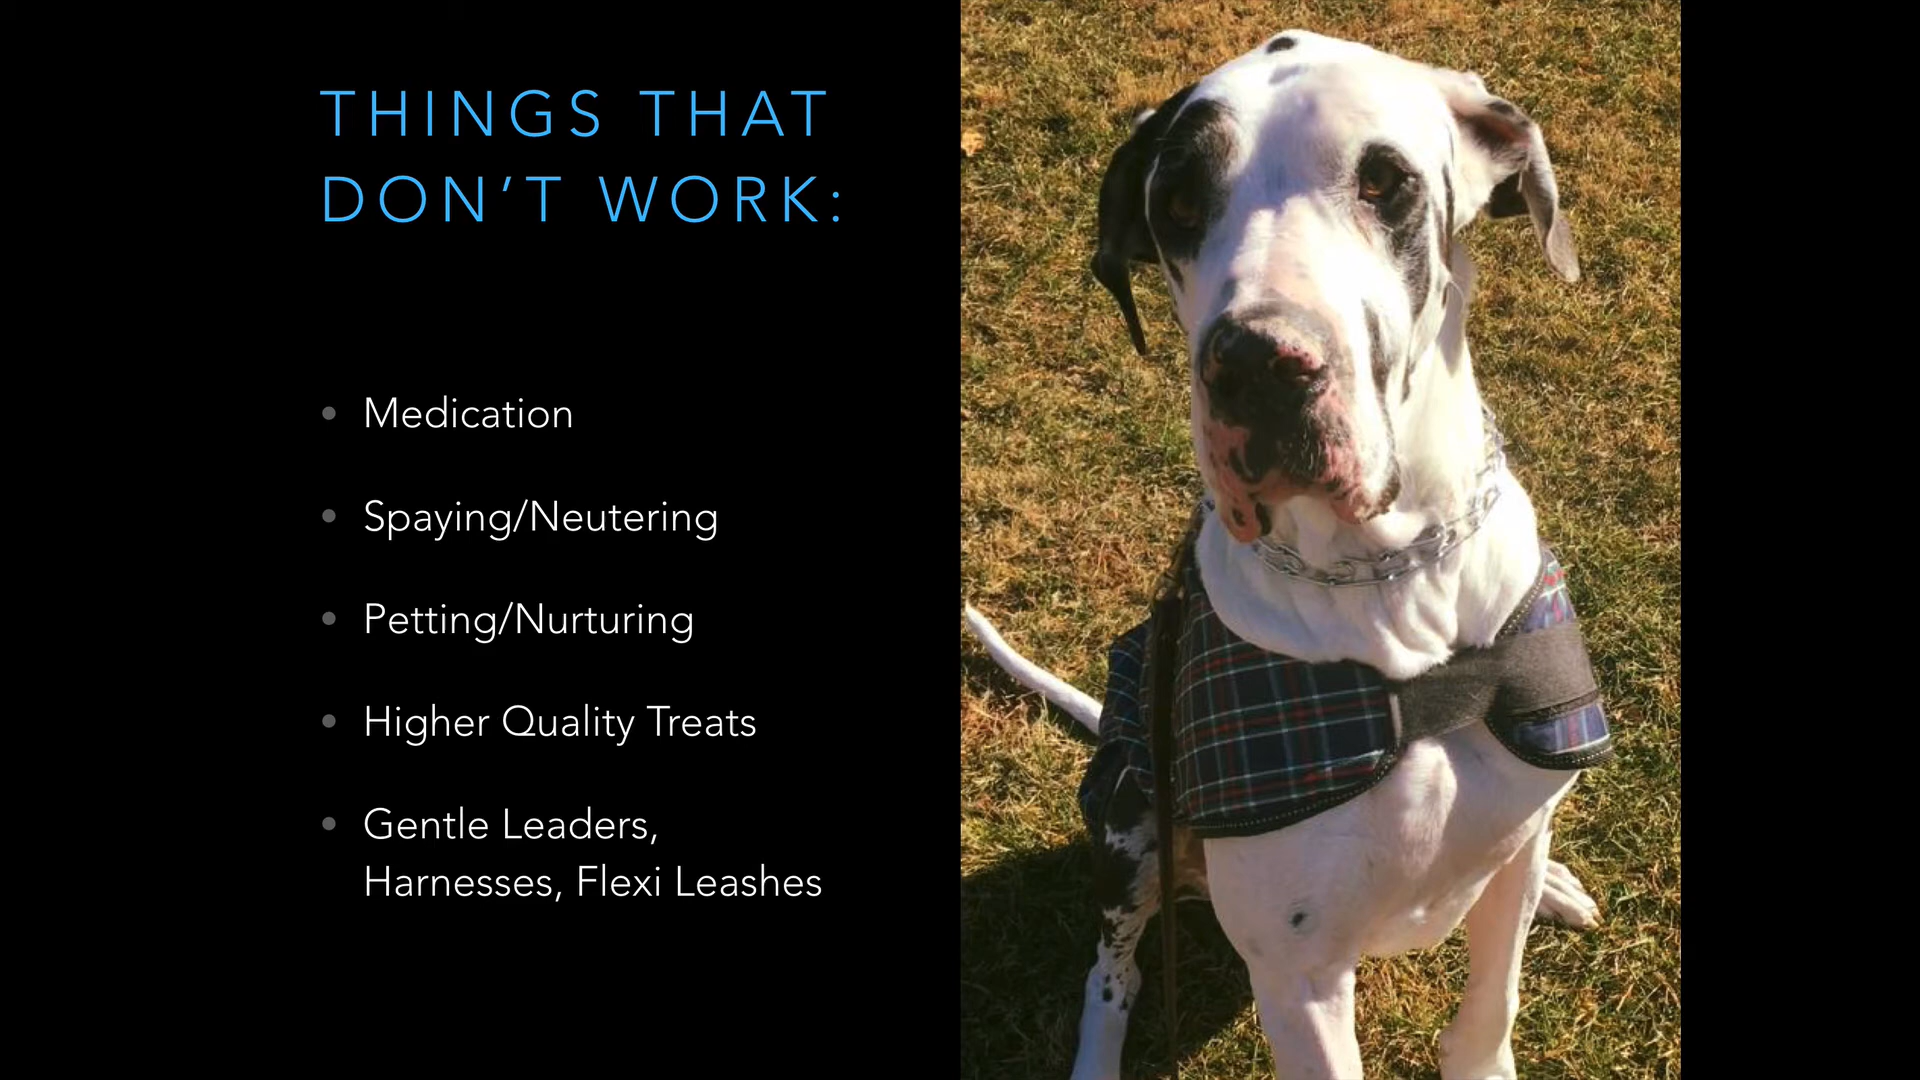 THINGS THAT
DON’T WORK:
• Medication
• Spaying/Neutering
• Petting/Nurturing
• Higher Quality Treats
• Gentle Leaders,
Harnesses, Flexi Leashes